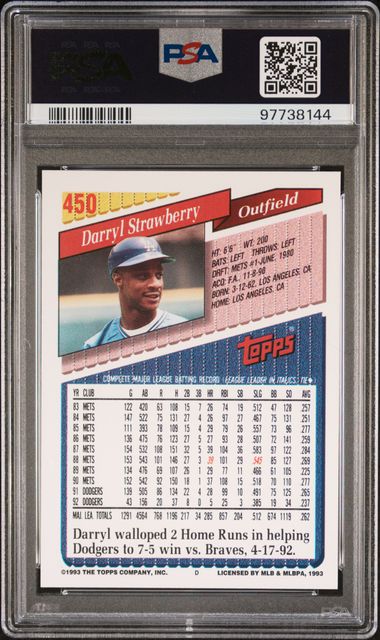 PSA
97738144
450
Darryl Strawberry
Outfield
HT: 6'6" WT: 200
BATS: LEFT THROWS: LEFT
DRFT: METS #1-JUNE, 1980
ACQ: F.A., 11-8-90
BORN: 3-12-62, LOS ANGELES, CA
HOME: LOS ANGELES, CA
TOPPS
COMPLETE MAJOR LEAGUE BATTING RECORD (LEAGUE LEADER IN ITALICS, TIE♦)
YR CLUB G AB R H 2B 3B HR RBI SB SLG BB SO AVG
83 METS 122 420 63 108 15 7 26 74 19 .512 47 128 .257
84 METS 147 522 75 131 27 4 26 97 27 .467 75 131 .251
85 METS 111 393 78 109 15 4 29 79 26 .557 73 96 .277
86 METS 136 475 76 123 27 5 27 93 28 .507 72 141 .259
87 METS 154 532 108 151 32 5 39 104 36 .583 97 122 .284
88 METS 153 543 101 146 27 3 39 101 29 .545 85 127 .269
89 METS 134 476 69 107 26 1 29 77 11 .466 61 105 .225
90 METS 152 542 92 150 18 1 37 108 15 .518 70 110 .277
91 DODGERS 139 505 86 134 22 4 28 99 10 .491 75 125 .265
92 DODGERS 43 156 20 37 8 0 5 25 3 .385 19 34 .237
MAJ. LEA. TOTALS 1291 4564 768 1196 217 34 285 857 204 .512 674 1119 .262
Darryl walloped 2 Home Runs in helping
Dodgers to 7-5 win vs. Braves, 4-17-92.
©1993 THE TOPPS COMPANY, INC. D LICENSED BY MLB & MLBPA, 1993